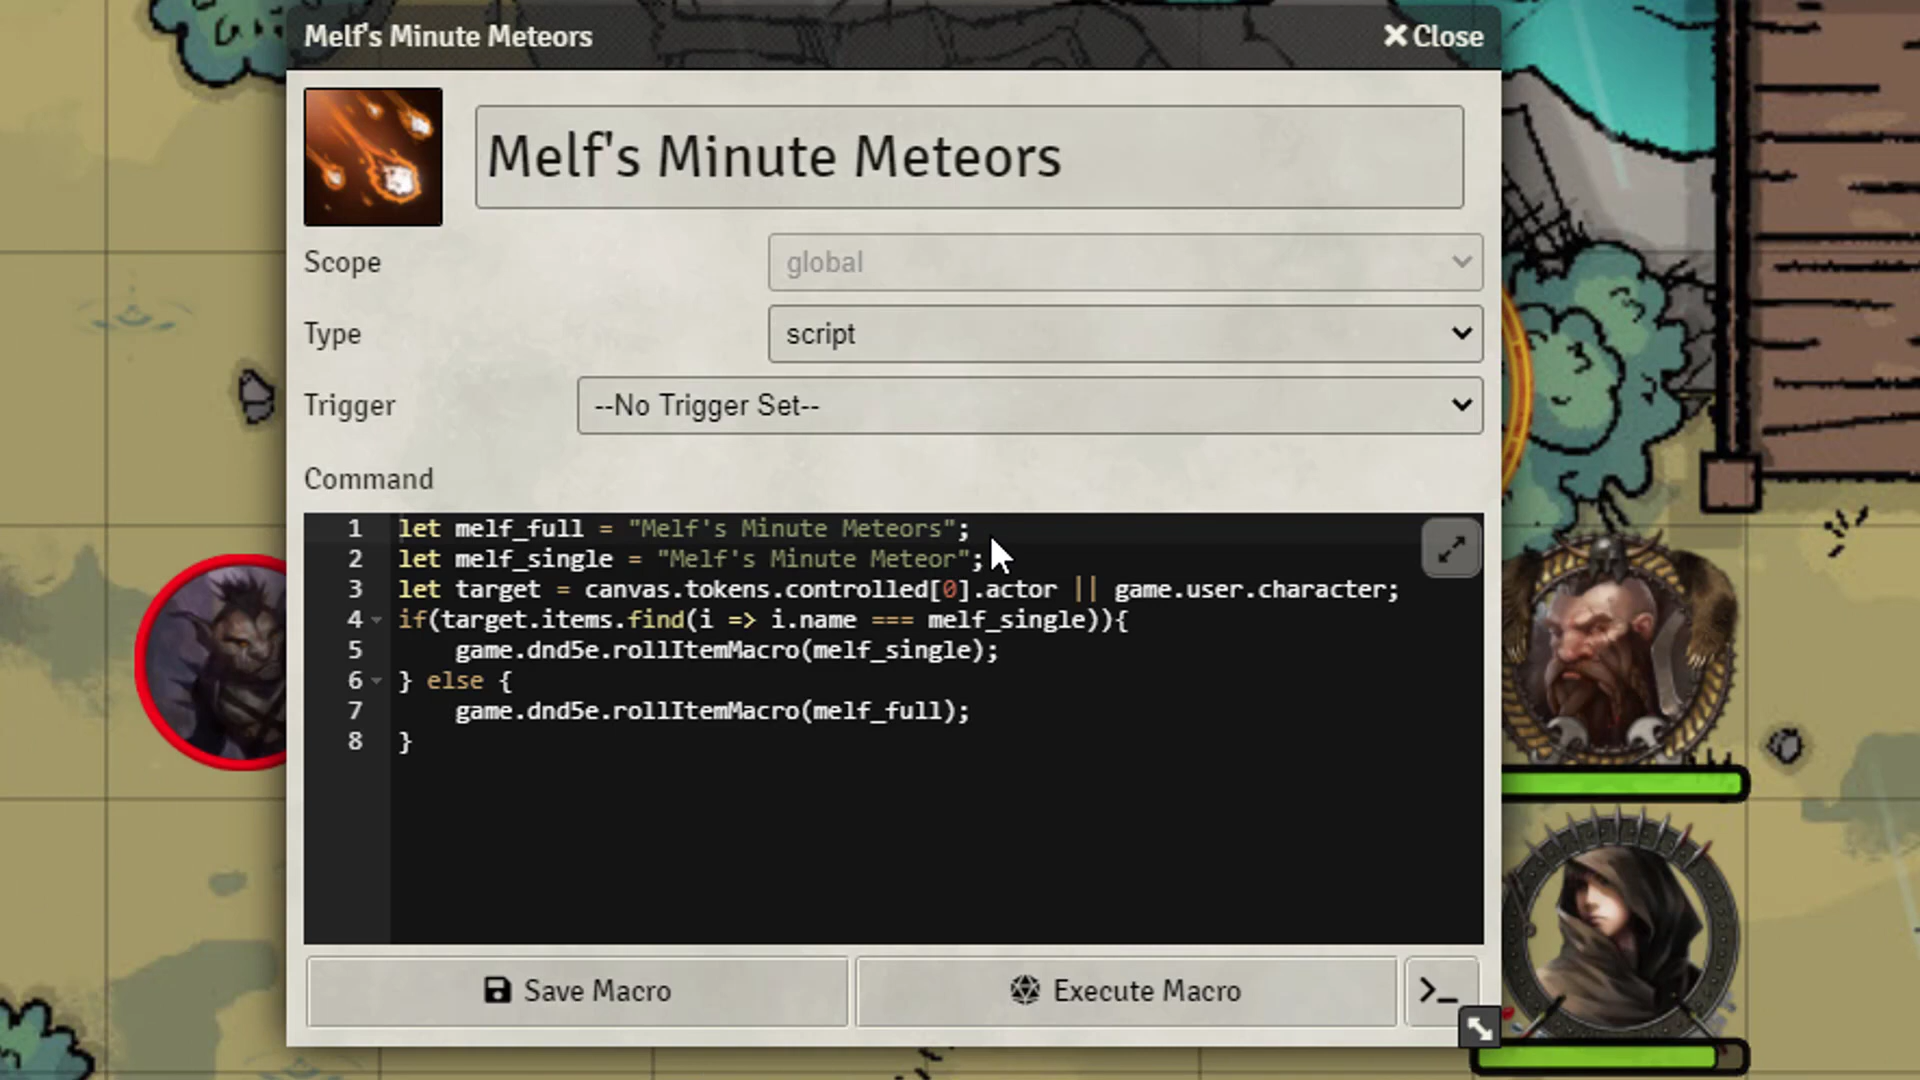 Melf's Minute Meteors
Close
Melf's Minute Meteors
Scope
global
Type
script
Trigger
--No Trigger Set--
Command
1 let melf_full = "Melf's Minute Meteors";
2 let melf_single = "Melf's Minute Meteor";
3 let target = canvas.tokens.controlled[0].actor || game.user.character;
4 if(target.items.find(i => i.name === melf_single)){
5     game.dnd5e.rollItemMacro(melf_single);
6 } else {
7     game.dnd5e.rollItemMacro(melf_full);
8 }
Save Macro
Execute Macro